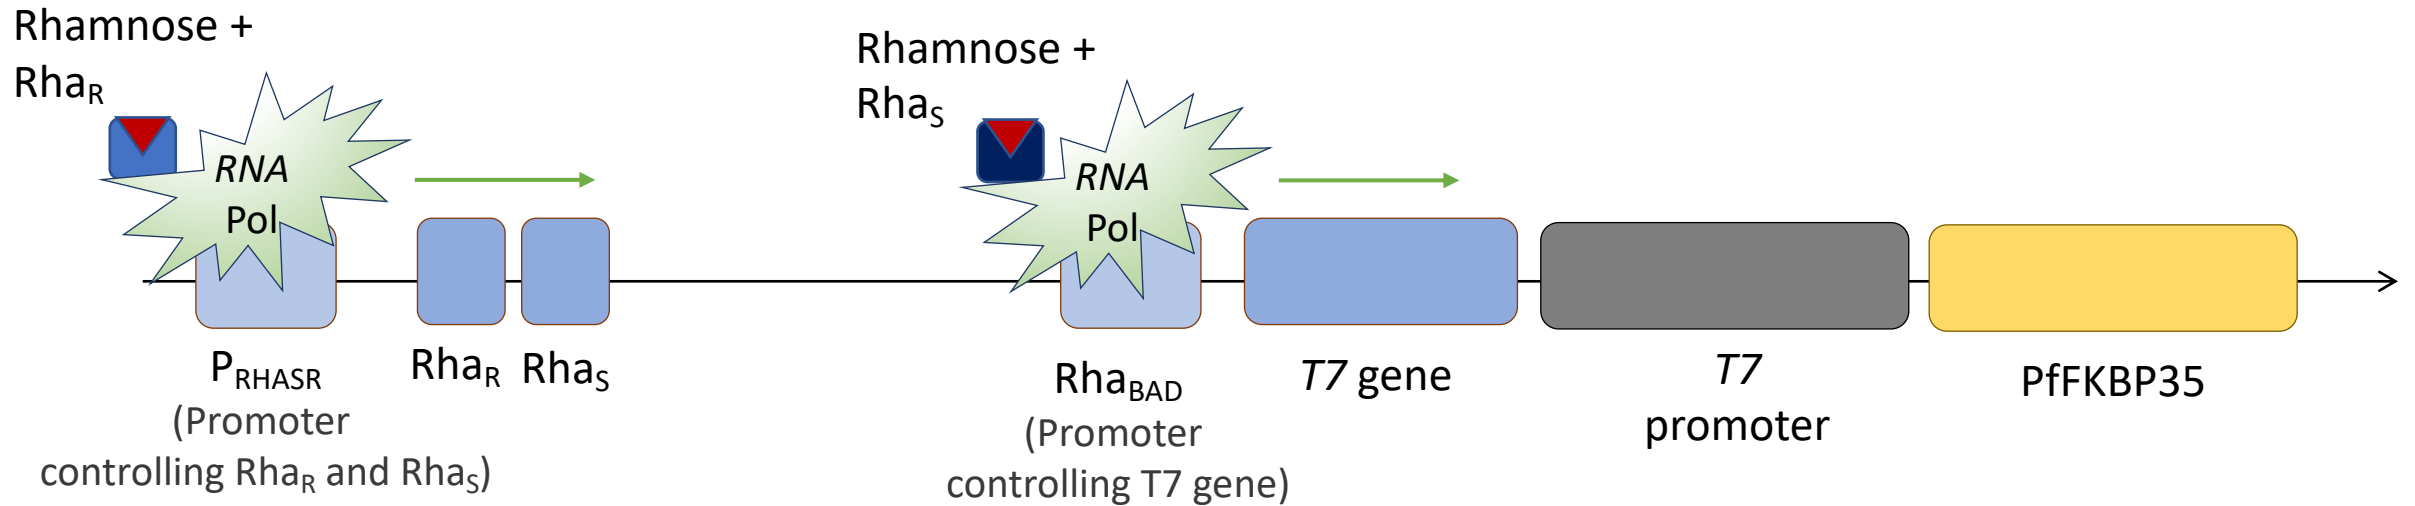 Rhamnose +
RhaR
RNA
Pol
Rhamnose +
RhaS
RNA
Pol
PRHASR
(Promoter
controlling RhaR and RhaS)
RhaR
RhaS
RhaBAD
(Promoter
controlling T7 gene)
T7 gene
T7
promoter
PfFKBP35